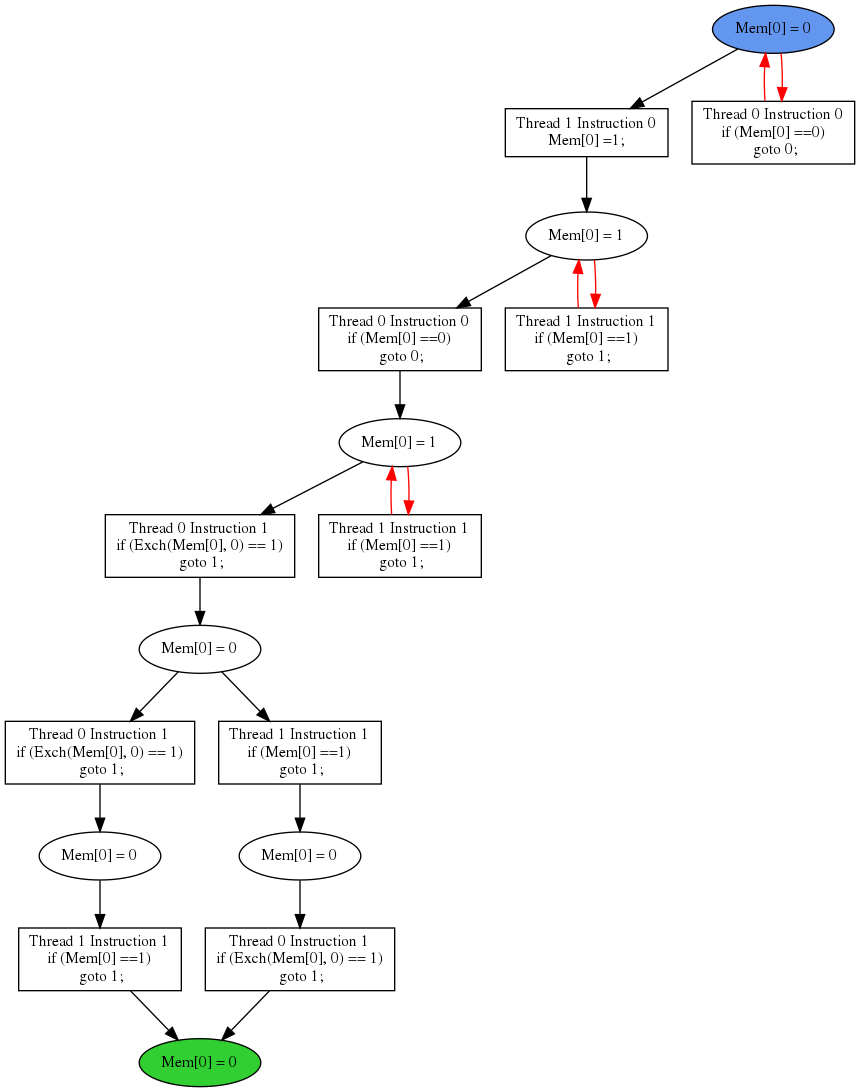 Mem[0] = 0
Thread 1 Instruction 0
Mem[0] =1;
Thread 0 Instruction 0
if (Mem[0] ==0)
goto 0;
Mem[0] = 1
Thread 0 Instruction 0
if (Mem[0] ==0)
goto 0;
Thread 1 Instruction 1
if (Mem[0] ==1)
goto 1;
Mem[0] = 1
Thread 0 Instruction 1
if (Exch(Mem[0], 0) == 1)
goto 1;
Thread 1 Instruction 1
if (Mem[0] ==1)
goto 1;
Mem[0] = 0
Thread 0 Instruction 1
if (Exch(Mem[0], 0) == 1)
goto 1;
Thread 1 Instruction 1
if (Mem[0] ==1)
goto 1;
Mem[0] = 0
Mem[0] = 0
Thread 1 Instruction 1
if (Mem[0] ==1)
goto 1;
Thread 0 Instruction 1
if (Exch(Mem[0], 0) == 1)
goto 1;
Mem[0] = 0